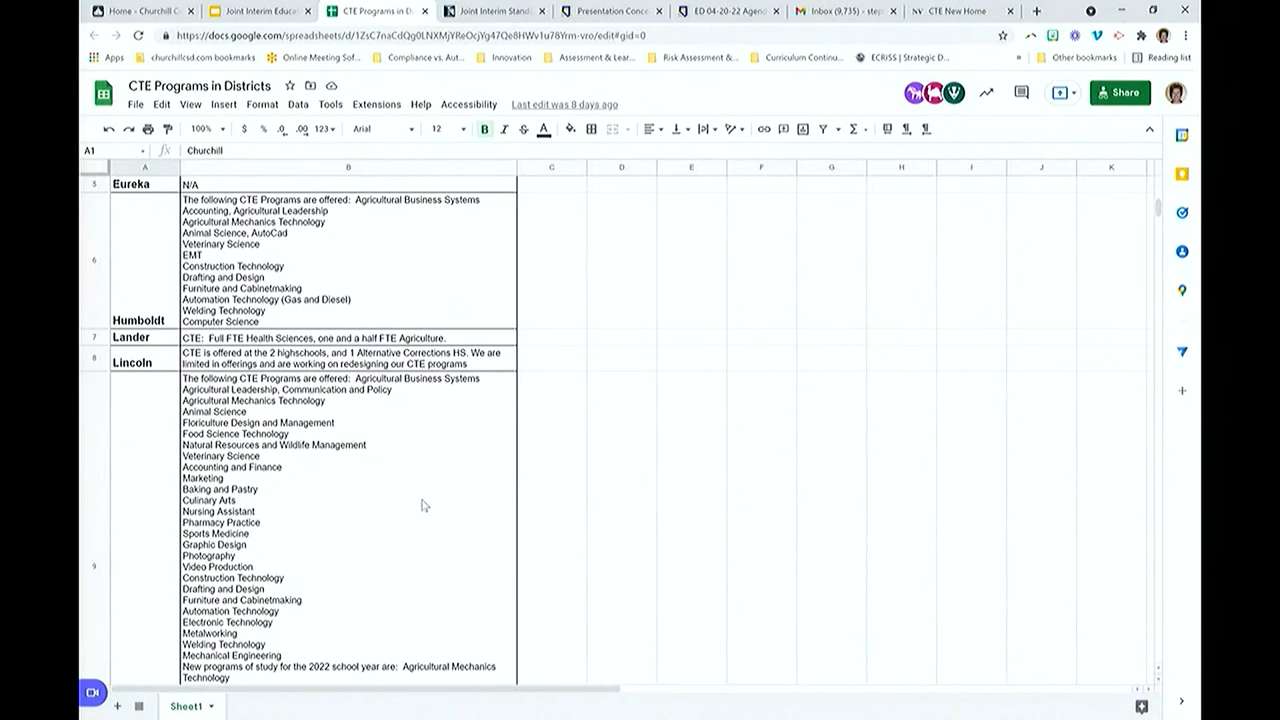 Home - Churchill C
Joint Interim Educa
CTE Programs in D
Joint Interim Stand
Presentation Conce
ED 04-20-22 Agend
Inbox (9,735) - step
CTE New Home
https://docs.google.com/spreadsheets/d/1ZsC7naCdQg0LNXMjYReOcjYg47Qe8HWv1u78Yrm-vro/edit#gid=0
Apps
churchillcsd.com bookmarks
Online Meeting Sof...
Compliance vs. Aut...
Innovation
Assessment & Lear...
Risk Assessment &...
Curriculum Continu...
ECRISS | Strategic D...
»
Other bookmarks
Reading list
CTE Programs in Districts
File Edit View Insert Format Data Tools Extensions Help Accessibility Last edit was 8 days ago
Share
100% $ % .0 .00 123 Arial 12 B I S A
A1 fx Churchill
A B C D E F G H I J K
5 Eureka N/A
The following CTE Programs are offered: Agricultural Business Systems
Accounting, Agricultural Leadership
Agricultural Mechanics Technology
Animal Science, AutoCad
Veterinary Science
EMT
Construction Technology
Drafting and Design
Furniture and Cabinetmaking
Automation Technology (Gas and Diesel)
Welding Technology
Computer Science
6 Humboldt
7 Lander CTE: Full FTE Health Sciences, one and a half FTE Agriculture.
8 Lincoln CTE is offered at the 2 highschools, and 1 Alternative Corrections HS. We are
limited in offerings and are working on redesigning our CTE programs
The following CTE Programs are offered: Agricultural Business Systems
Agricultural Leadership, Communication and Policy
Agricultural Mechanics Technology
Animal Science
Floriculture Design and Management
Food Science Technology
Natural Resources and Wildlife Management
Veterinary Science
Accounting and Finance
Marketing
Baking and Pastry
Culinary Arts
Nursing Assistant
Pharmacy Practice
Sports Medicine
Graphic Design
Photography
9
Video Production
Construction Technology
Drafting and Design
Furniture and Cabinetmaking
Automation Technology
Electronic Technology
Metalworking
Welding Technology
Mechanical Engineering
New programs of study for the 2022 school year are: Agricultural Mechanics
Technology
Sheet1